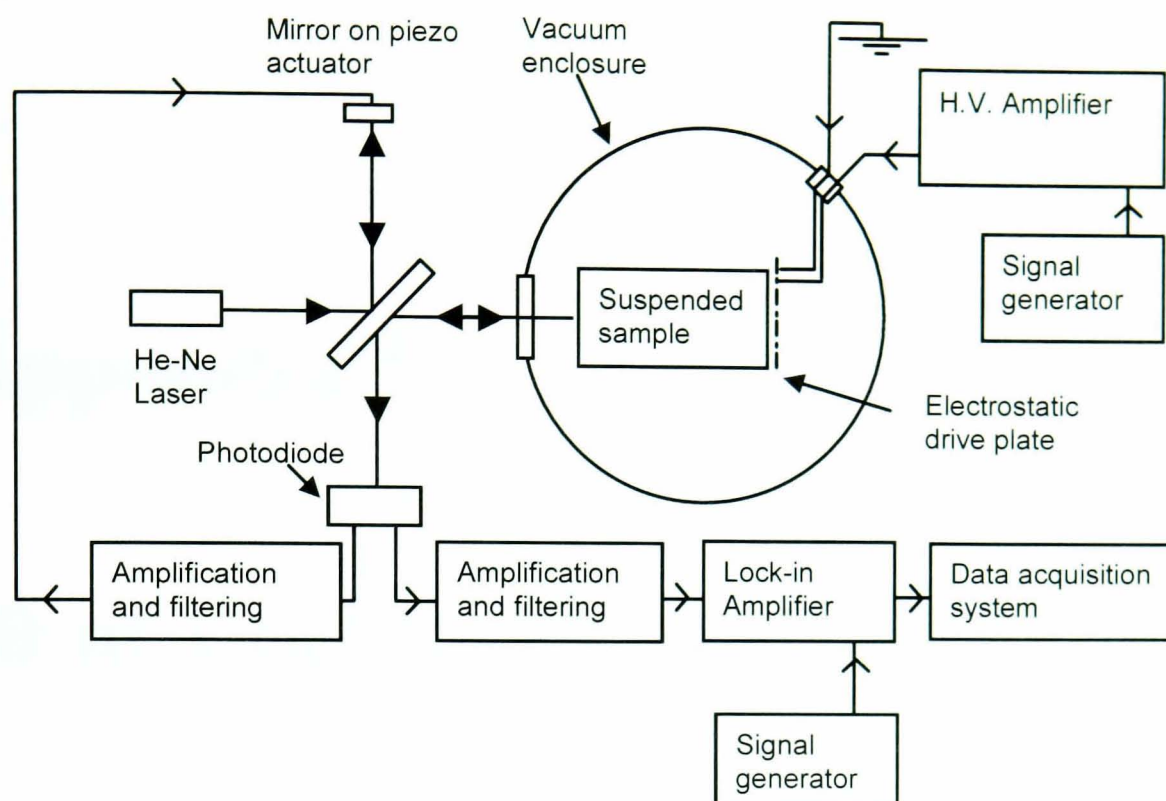 Mirror on piezo
actuator
Vacuum
enclosure
H.V. Amplifier
Signal
generator
Suspended
sample
He-Ne
Laser
Electrostatic
drive plate
Photodiode
Amplification
and filtering
Amplification
and filtering
Lock-in
Amplifier
Data acquisition
system
Signal
generator